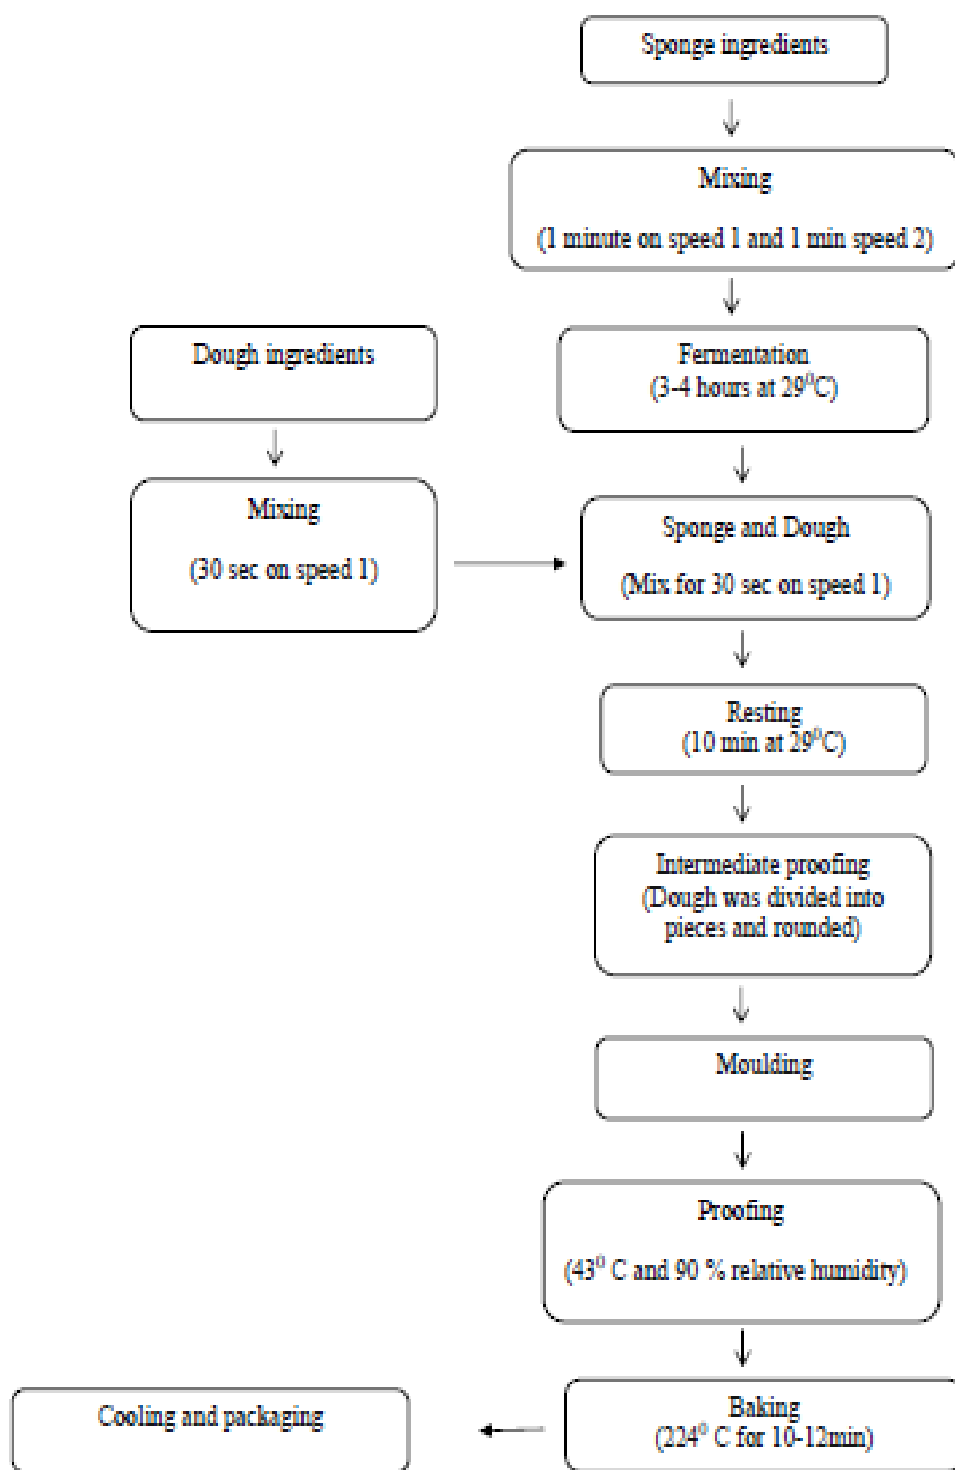 Sponge ingredients
Mixing
(1 minute on speed 1 and 1 min speed 2)
Dough ingredients
Fermentation
(3-4 hours at 29⁰C)
Mixing
(30 sec on speed 1)
Sponge and Dough
(Mix for 30 sec on speed 1)
Resting
(10 min at 29⁰C)
Intermediate proofing
(Dough was divided into
pieces and rounded)
Moulding
Proofing
(43⁰ C and 90 % relative humidity)
Baking
(224⁰ C for 10-12min)
Cooling and packaging